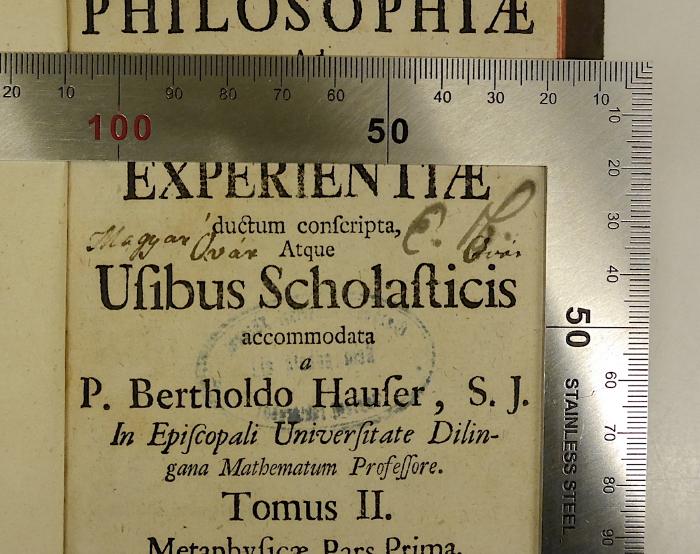 PHILOSOPHIÆ
Ad
20 10 90 80 70 60 40 30 20 10
100 50
10
20
30
40
50
60
70
80
90
STAINLESS STEEL
EXPERIENTIÆ
ductum conſcripta,
Magyar Óvár Atque
Uſibus Scholaſticis
accommodata
a
P. Bertholdo Hauſer, S. J.
In Epiſcopali Univerſitate Dilin-
gana Mathematum Profeſſore.
Tomus II.
Metaphyſicæ Pars Prima.